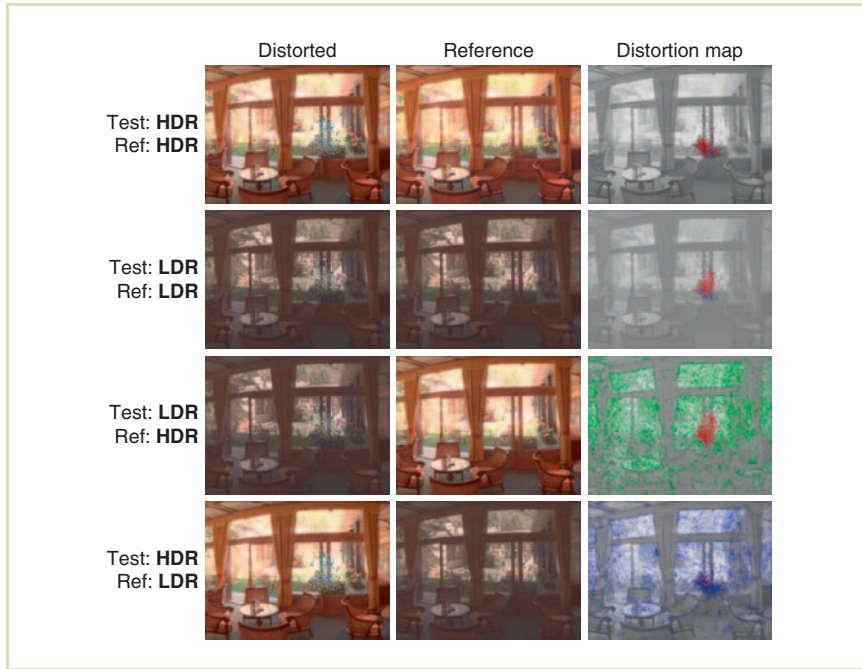 Distorted Reference Distortion map
Test: HDR
Ref: HDR
Test: LDR
Ref: LDR
Test: LDR
Ref: HDR
Test: HDR
Ref: LDR